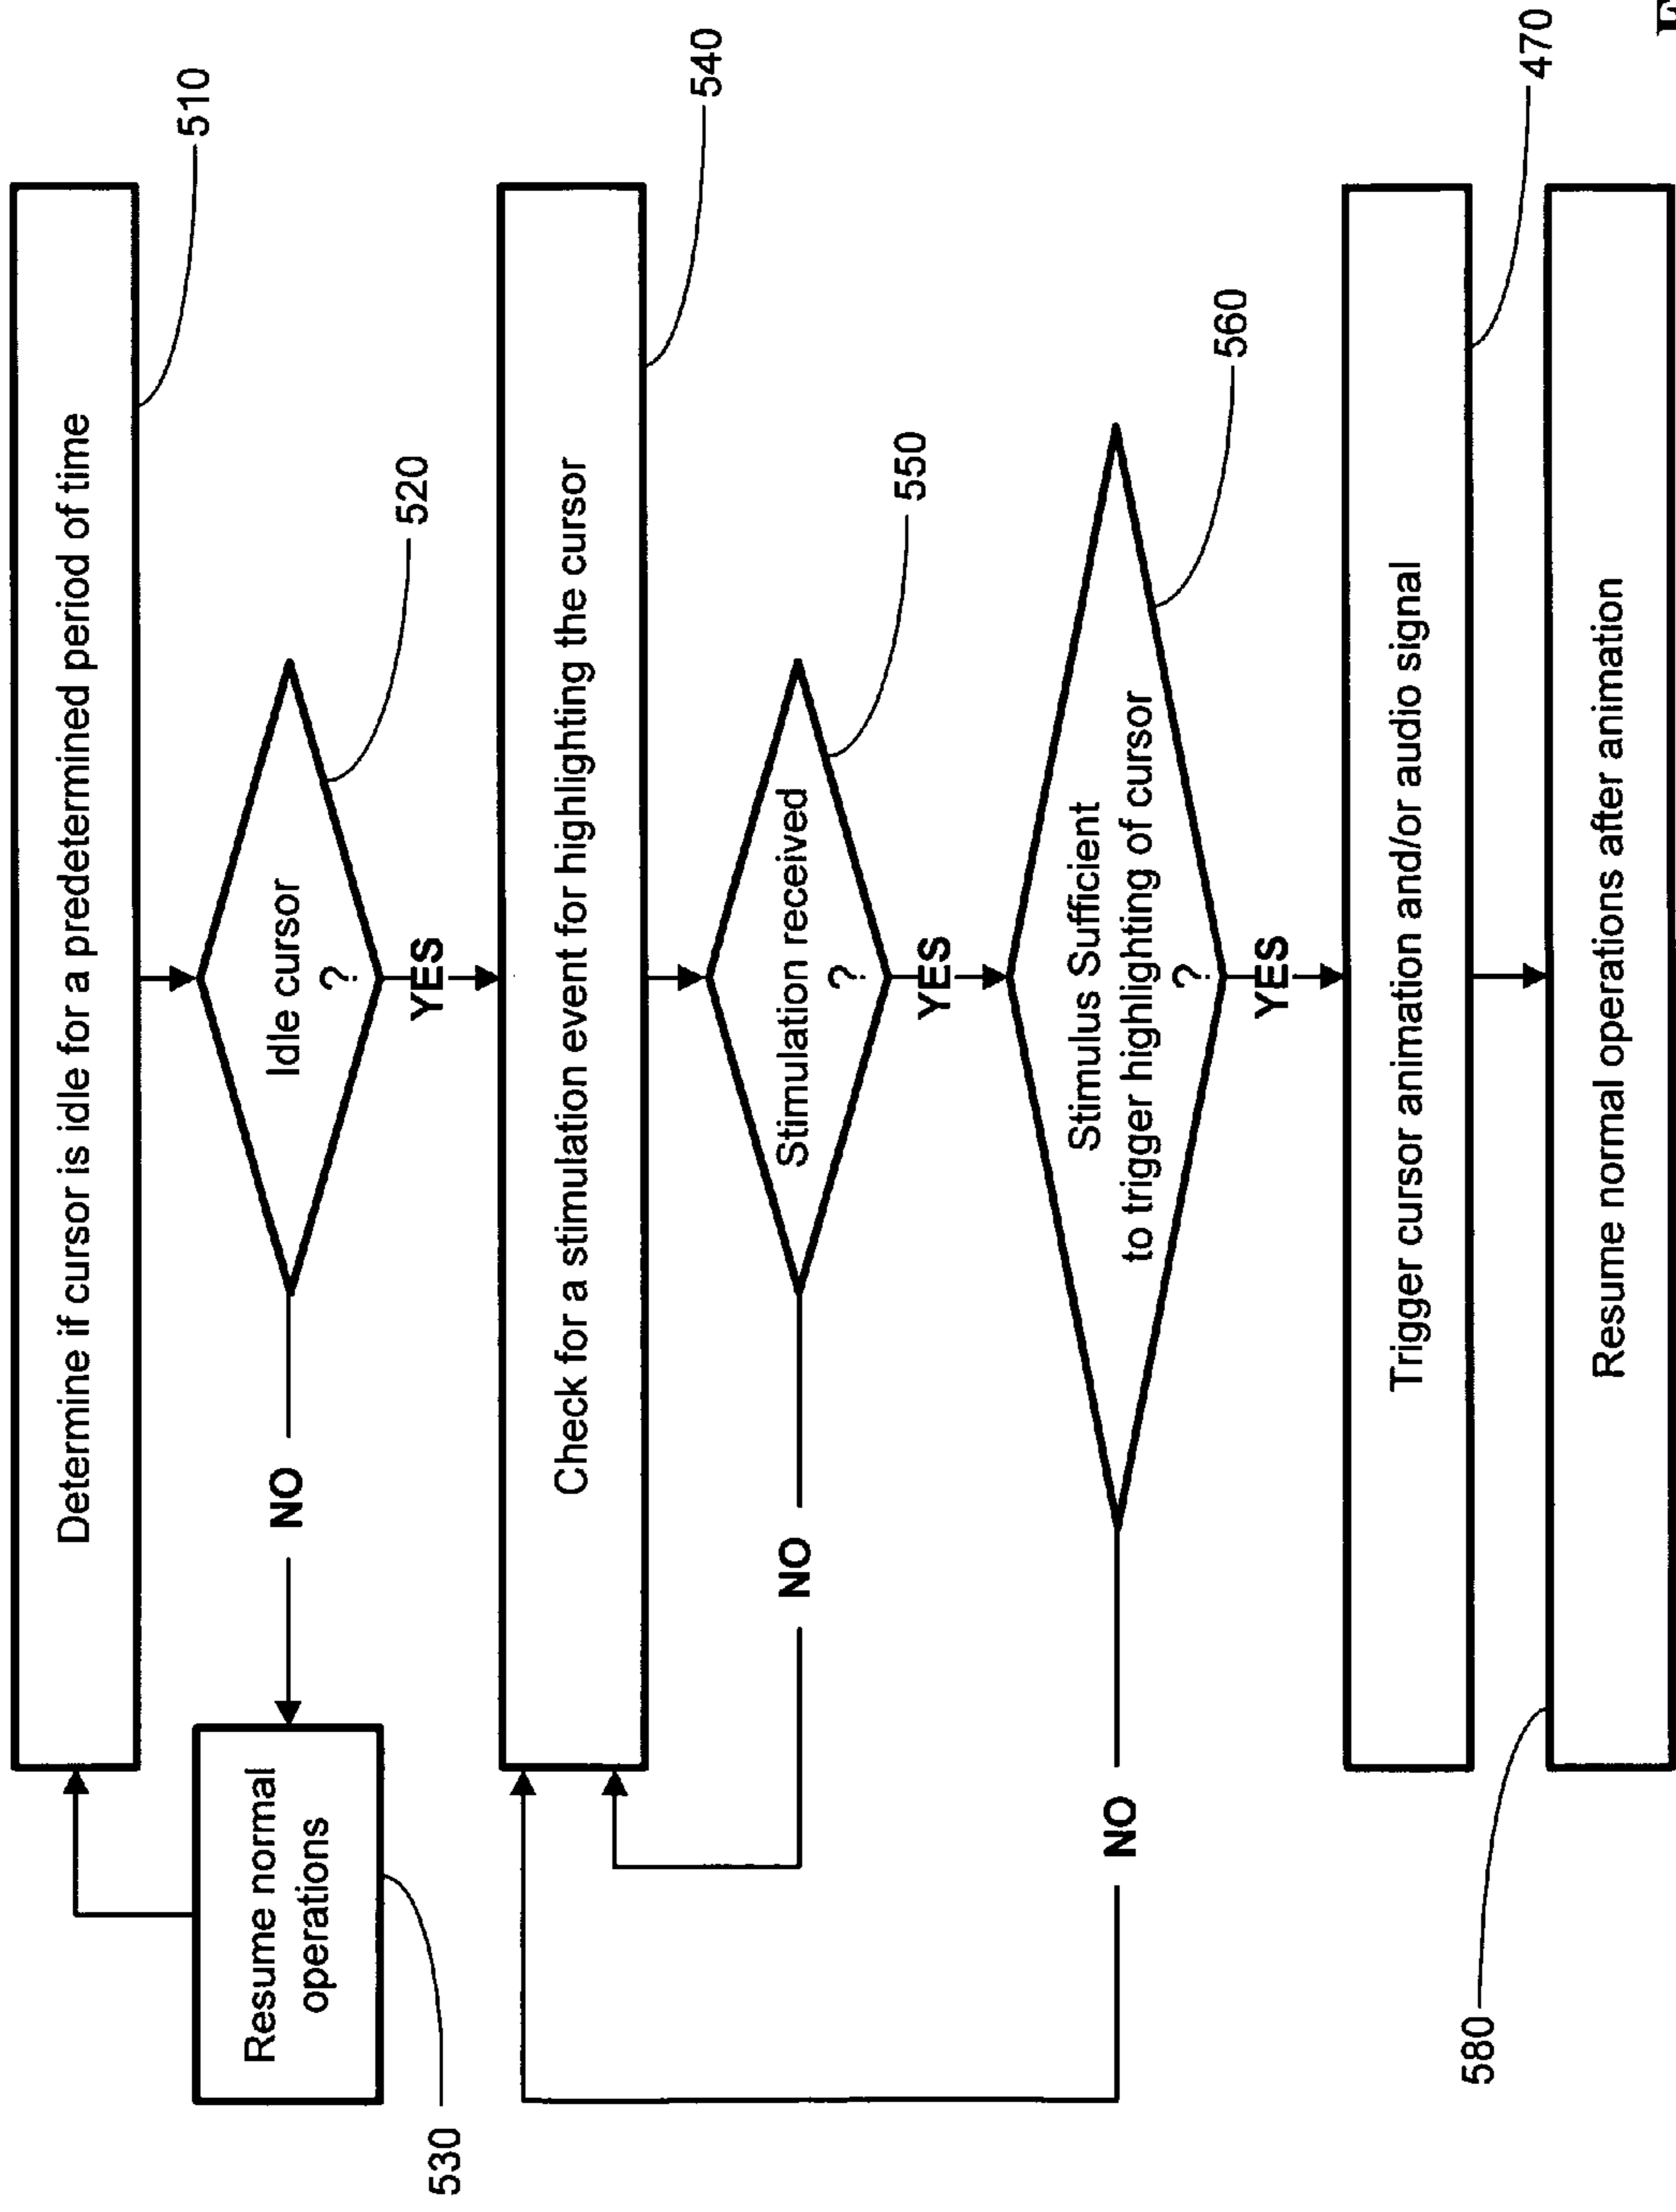 Determine if cursor is idle for a predetermined period of time
510
Idle cursor
?
520
NO
YES
Resume normal
operations
530
Check for a stimulation event for highlighting the cursor
540
Stimulation received
?
550
NO
YES
Stimulus Sufficient
to trigger highlighting of cursor
?
560
NO
YES
Trigger cursor animation and/or audio signal
470
Resume normal operations after animation
580